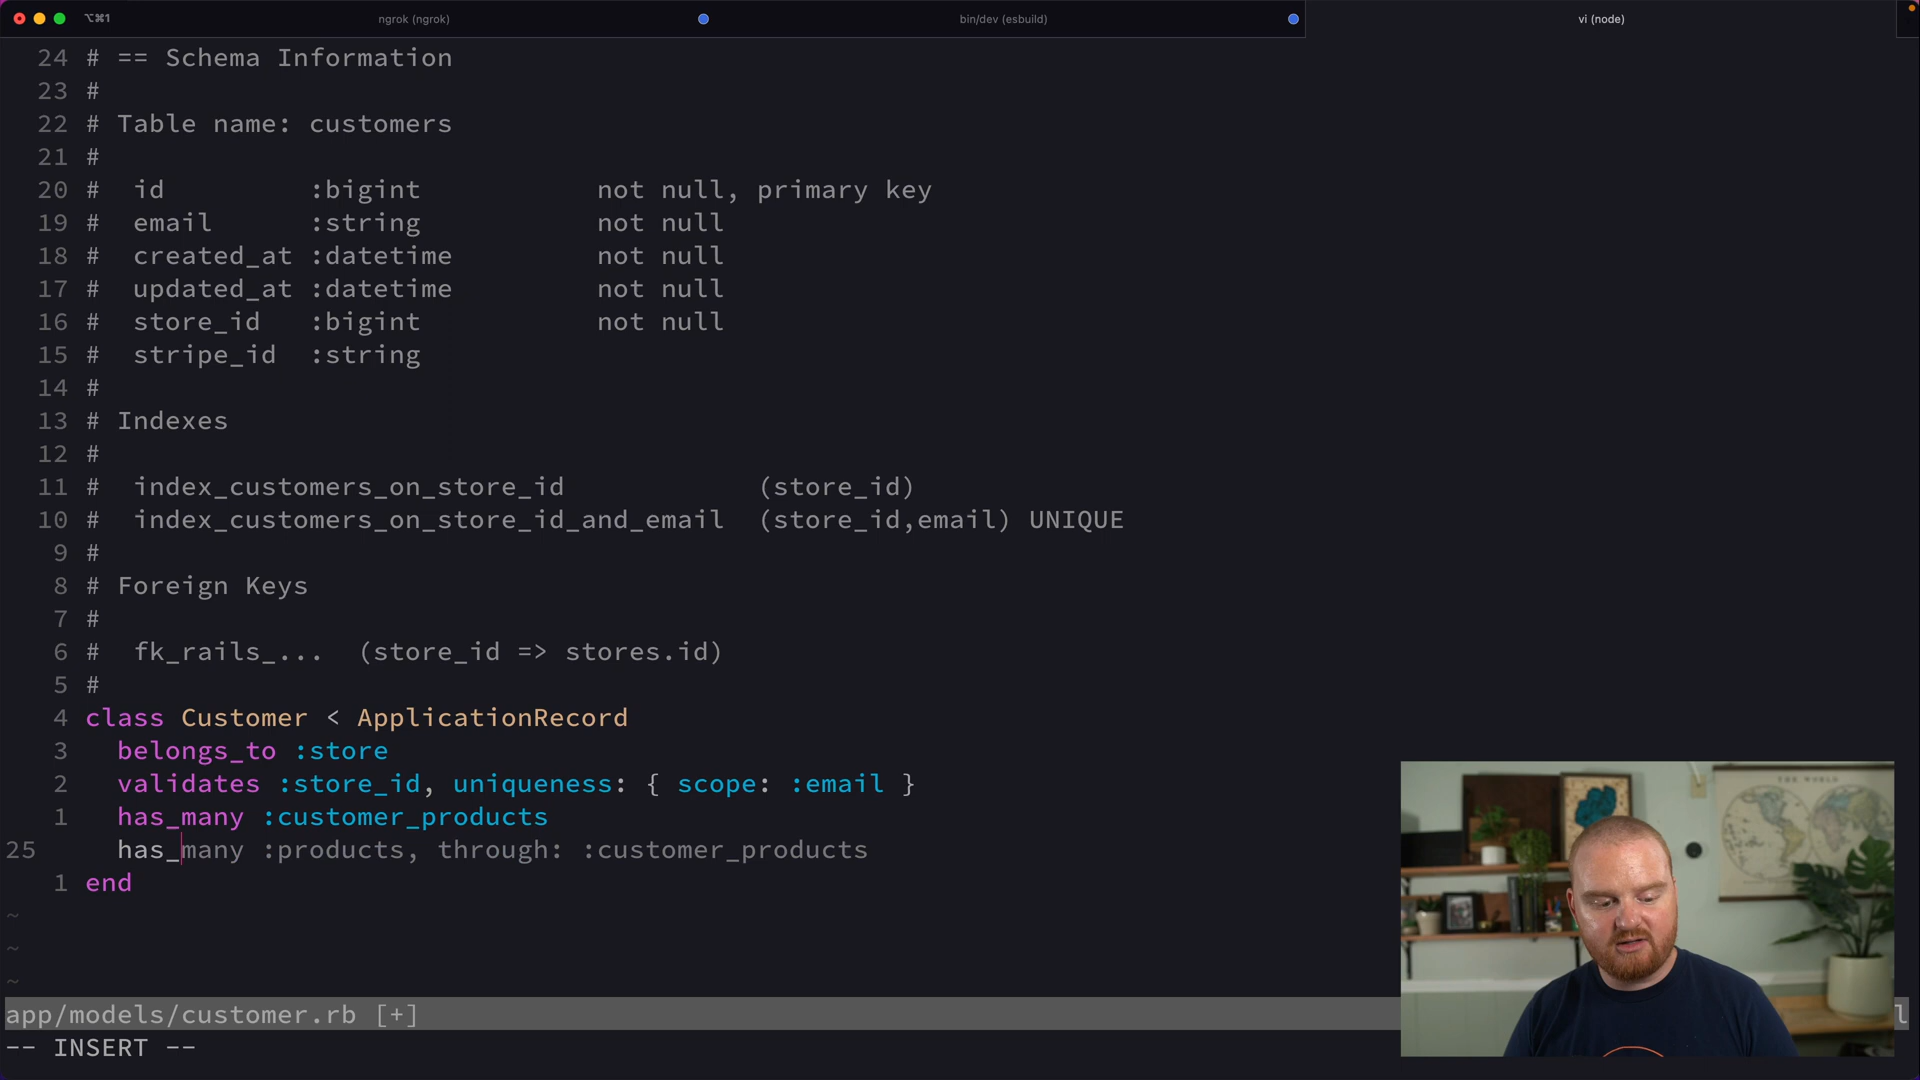 ⌥⌘1
ngrok (ngrok)
bin/dev (esbuild)
vi (node)
24 # == Schema Information
23 #
22 # Table name: customers
21 #
20 #  id         :bigint           not null, primary key
19 #  email      :string           not null
18 #  created_at :datetime         not null
17 #  updated_at :datetime         not null
16 #  store_id   :bigint           not null
15 #  stripe_id  :string
14 #
13 # Indexes
12 #
11 #  index_customers_on_store_id            (store_id)
10 #  index_customers_on_store_id_and_email  (store_id,email) UNIQUE
9 #
8 # Foreign Keys
7 #
6 #  fk_rails_...  (store_id => stores.id)
5 #
4 class Customer < ApplicationRecord
3   belongs_to :store
2   validates :store_id, uniqueness: { scope: :email }
1   has_many :customer_products
25   has_many :products, through: :customer_products
1 end
~
~
~
app/models/customer.rb [+]
-- INSERT --
THE WORLD